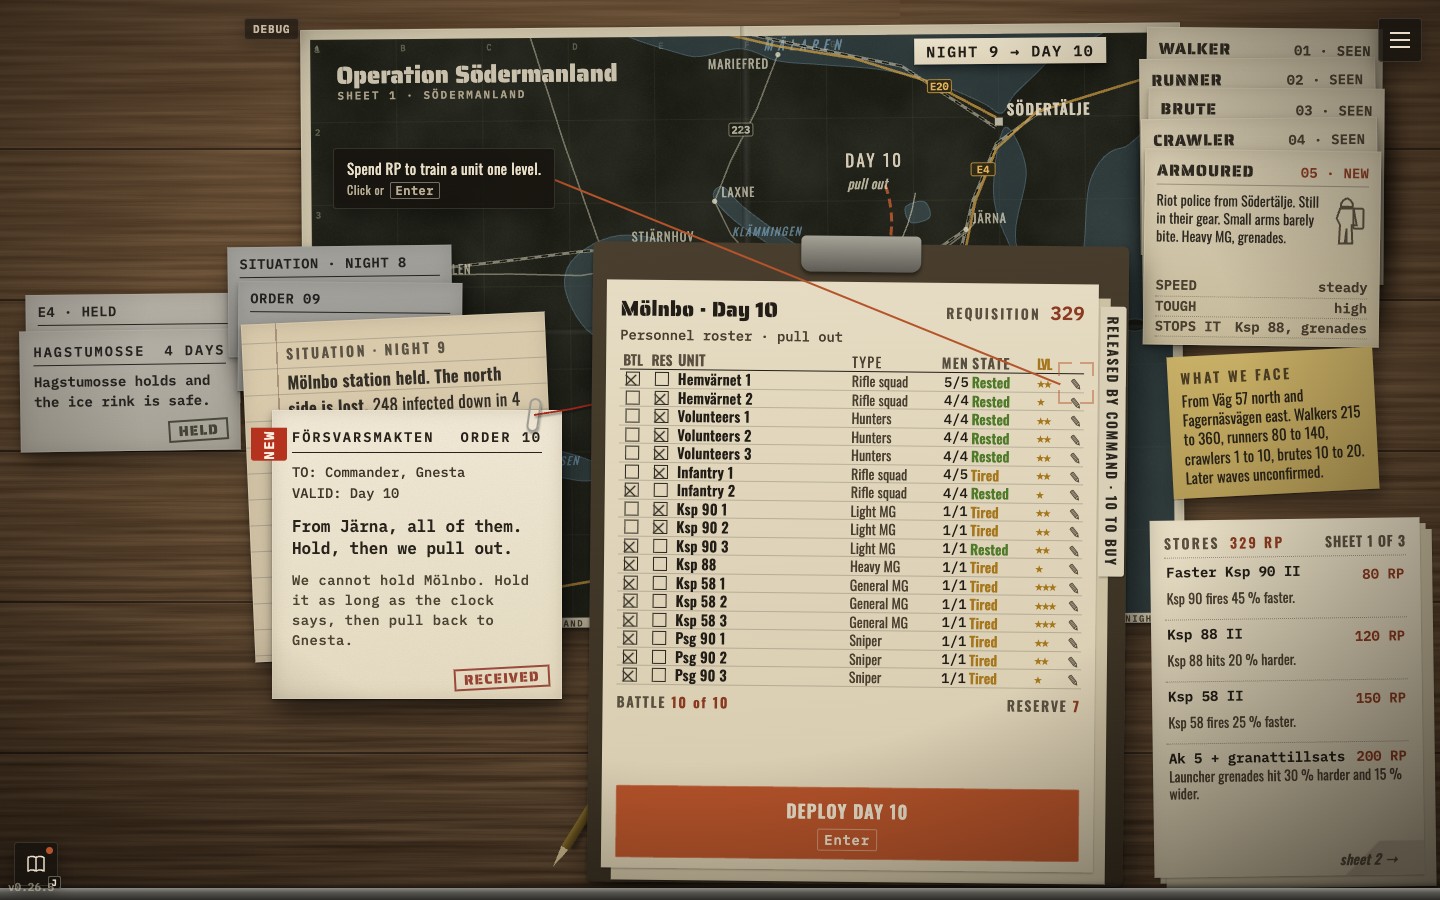 DEBUG
A B C D E
2
3
Operation Södermanland
SHEET 1 · SÖDERMANLAND
MÄLAREN
MARIEFRED
E20
SÖDERTÄLJE
223
E4
LAXNE
JÄRNA
STJÄRNHOV
KLÄMMINGEN
DAY 10
pull out
NIGHT 9 → DAY 10
Spend RP to train a unit one level.
Click or Enter
WALKER 01 · SEEN
RUNNER 02 · SEEN
BRUTE 03 · SEEN
CRAWLER 04 · SEEN
ARMOURED 05 · NEW
Riot police from Södertälje. Still
in their gear. Small arms barely
bite. Heavy MG, grenades.
SPEED steady
TOUGH high
STOPS IT Ksp 88, grenades
SITUATION · NIGHT 8
ORDER 09
E4 · HELD
HAGSTUMOSSE 4 DAYS
Hagstumosse holds and
the ice rink is safe.
HELD
SITUATION · NIGHT 9
Mölnbo station held. The north
side is lost. 248 infected down in 4
NEW
FÖRSVARSMAKTEN ORDER 10
TO: Commander, Gnesta
VALID: Day 10
From Järna, all of them.
Hold, then we pull out.
We cannot hold Mölnbo. Hold
it as long as the clock
says, then pull back to
Gnesta.
RECEIVED
Mölnbo · Day 10
REQUISITION 329
Personnel roster · pull out
BTL RES UNIT TYPE MEN STATE LVL
Hemvärnet 1 Rifle squad 5/5 Rested ★★
Hemvärnet 2 Rifle squad 4/4 Rested ★★
Volunteers 1 Hunters 4/4 Rested ★★
Volunteers 2 Hunters 4/4 Rested ★★
Volunteers 3 Hunters 4/4 Rested ★★
Infantry 1 Rifle squad 4/5 Tired ★★
Infantry 2 Rifle squad 4/4 Rested ★
Ksp 90 1 Light MG 1/1 Tired ★★
Ksp 90 2 Light MG 1/1 Tired ★★
Ksp 90 3 Light MG 1/1 Rested ★★
Ksp 88 Heavy MG 1/1 Tired ★
Ksp 58 1 General MG 1/1 Tired ★★★
Ksp 58 2 General MG 1/1 Tired ★★★
Ksp 58 3 General MG 1/1 Tired ★★★
Psg 90 1 Sniper 1/1 Tired ★★
Psg 90 2 Sniper 1/1 Tired ★★
Psg 90 3 Sniper 1/1 Tired ★
BATTLE 10 of 10
RESERVE 7
DEPLOY DAY 10
Enter
RELEASED BY COMMAND · 10 TO BUY
WHAT WE FACE
From Väg 57 north and
Fagernäsvägen east. Walkers 215
to 360, runners 80 to 140,
crawlers 1 to 10, brutes 10 to 20.
Later waves unconfirmed.
STORES 329 RP SHEET 1 OF 3
Faster Ksp 90 II 80 RP
Ksp 90 fires 45 % faster.
Ksp 88 II 120 RP
Ksp 88 hits 20 % harder.
Ksp 58 II 150 RP
Ksp 58 fires 25 % faster.
Ak 5 + granattillsats 200 RP
Launcher grenades hit 30 % harder and 15 %
wider.
sheet 2 →
J